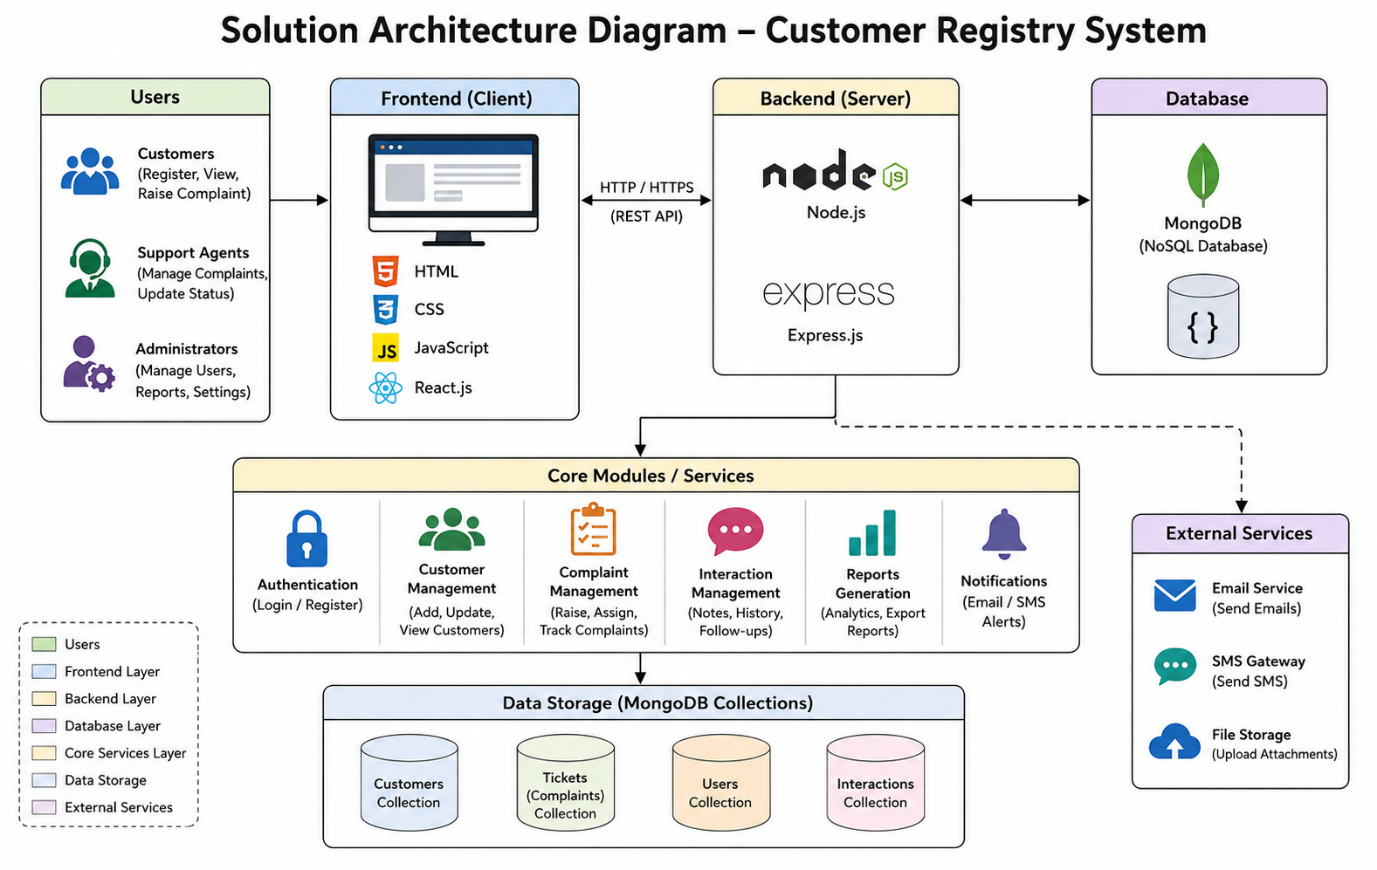 Solution Architecture Diagram – Customer Registry System
Users
Customers
(Register, View,
Raise Complaint)
Support Agents
(Manage Complaints,
Update Status)
Administrators
(Manage Users,
Reports, Settings)
Frontend (Client)
5
HTML
3
CSS
JS
JavaScript
React.js
HTTP / HTTPS
(REST API)
Backend (Server)
node JS
Node.js
express
Express.js
Database
MongoDB
(NoSQL Database)
{ }
Core Modules / Services
Authentication
(Login / Register)
Customer
Management
(Add, Update,
View Customers)
Complaint
Management
(Raise, Assign,
Track Complaints)
Interaction
Management
(Notes, History,
Follow-ups)
Reports
Generation
(Analytics, Export
Reports)
Notifications
(Email / SMS
Alerts)
External Services
Email Service
(Send Emails)
SMS Gateway
(Send SMS)
File Storage
(Upload Attachments)
Users
Frontend Layer
Backend Layer
Database Layer
Core Services Layer
Data Storage
External Services
Data Storage (MongoDB Collections)
Customers
Collection
Tickets
(Complaints)
Collection
Users
Collection
Interactions
Collection